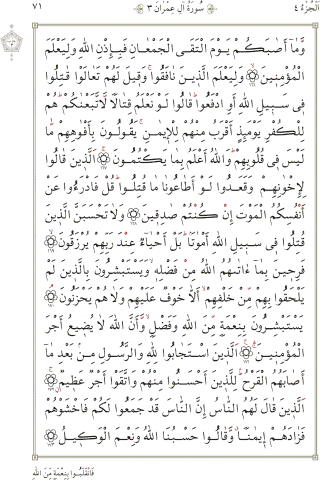 الجزء ٤ سورة آل عمران ٣ ٧١
وَمَآ أَصَٰبَكُمۡ يَوۡمَ ٱلۡتَقَى ٱلۡجَمۡعَانِ فَبِإِذۡنِ ٱللَّهِ وَلِيَعۡلَمَ
ٱلۡمُؤۡمِنِينَ ١٦٦ وَلِيَعۡلَمَ ٱلَّذِينَ نَافَقُواْۚ وَقِيلَ لَهُمۡ تَعَالَوۡاْ قَٰتِلُواْ
فِي سَبِيلِ ٱللَّهِ أَوِ ٱدۡفَعُواْۖ قَالُواْ لَوۡ نَعۡلَمُ قِتَالٗا لَّٱتَّبَعۡنَٰكُمۡۗ هُمۡ
لِلۡكُفۡرِ يَوۡمَئِذٍ أَقۡرَبُ مِنۡهُمۡ لِلۡإِيمَٰنِۚ يَقُولُونَ بِأَفۡوَٰهِهِم مَّا
لَيۡسَ فِي قُلُوبِهِمۡۚ وَٱللَّهُ أَعۡلَمُ بِمَا يَكۡتُمُونَ ١٦٧ ٱلَّذِينَ قَالُواْ
لِإِخۡوَٰنِهِمۡ وَقَعَدُواْ لَوۡ أَطَاعُونَا مَا قُتِلُواْۗ قُلۡ فَٱدۡرَءُواْ عَنۡ
أَنفُسِكُمُ ٱلۡمَوۡتَ إِن كُنتُمۡ صَٰدِقِينَ ١٦٨ وَلَا تَحۡسَبَنَّ ٱلَّذِينَ
قُتِلُواْ فِي سَبِيلِ ٱللَّهِ أَمۡوَٰتَۢاۚ بَلۡ أَحۡيَآءٌ عِندَ رَبِّهِمۡ يُرۡزَقُونَ ١٦٩
فَرِحِينَ بِمَآ ءَاتَىٰهُمُ ٱللَّهُ مِن فَضۡلِهِۦ وَيَسۡتَبۡشِرُونَ بِٱلَّذِينَ لَمۡ
يَلۡحَقُواْ بِهِم مِّنۡ خَلۡفِهِمۡ أَلَّا خَوۡفٌ عَلَيۡهِمۡ وَلَا هُمۡ يَحۡزَنُونَ ١٧٠
يَسۡتَبۡشِرُونَ بِنِعۡمَةٖ مِّنَ ٱللَّهِ وَفَضۡلٖ وَأَنَّ ٱللَّهَ لَا يُضِيعُ أَجۡرَ
ٱلۡمُؤۡمِنِينَ ١٧١ ٱلَّذِينَ ٱسۡتَجَابُواْ لِلَّهِ وَٱلرَّسُولِ مِنۢ بَعۡدِ مَآ
أَصَابَهُمُ ٱلۡقَرۡحُۚ لِلَّذِينَ أَحۡسَنُواْ مِنۡهُمۡ وَٱتَّقَوۡاْ أَجۡرٌ عَظِيمٌ ١٧٢
ٱلَّذِينَ قَالَ لَهُمُ ٱلنَّاسُ إِنَّ ٱلنَّاسَ قَدۡ جَمَعُواْ لَكُمۡ فَٱخۡشَوۡهُمۡ
فَزَادَهُمۡ إِيمَٰنٗا وَقَالُواْ حَسۡبُنَا ٱللَّهُ وَنِعۡمَ ٱلۡوَكِيلُ ١٧٣
فَٱنقَلَبُواْ بِنِعۡمَةٖ مِّنَ ٱللَّهِ